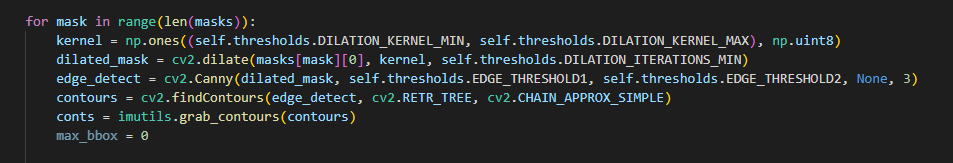 for mask in range(len(masks)):
    kernel = np.ones((self.thresholds.DILATION_KERNEL_MIN, self.thresholds.DILATION_KERNEL_MAX), np.uint8)
    dilated_mask = cv2.dilate(masks[mask][0], kernel, self.thresholds.DILATION_ITERATIONS_MIN)
    edge_detect = cv2.Canny(dilated_mask, self.thresholds.EDGE_THRESHOLD1, self.thresholds.EDGE_THRESHOLD2, None, 3)
    contours = cv2.findContours(edge_detect, cv2.RETR_TREE, cv2.CHAIN_APPROX_SIMPLE)
    conts = imutils.grab_contours(contours)
    max_bbox = 0